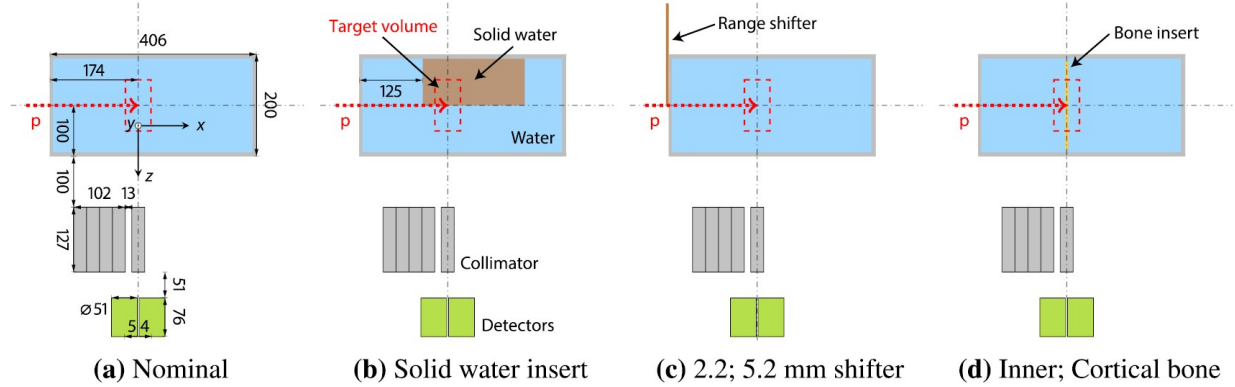 406
174
p
y
x
z
200
100
100
102
13
127
51
ø 51
5 4
76
(a) Nominal
Target volume
Solid water
125
p
Water
Collimator
Detectors
(b) Solid water insert
Range shifter
p
(c) 2.2; 5.2 mm shifter
Bone insert
p
(d) Inner; Cortical bone